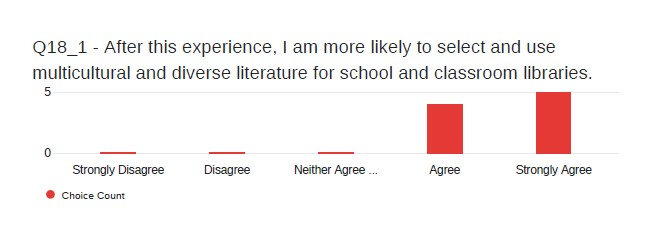 Q18_1 - After this experience, I am more likely to select and use
multicultural and diverse literature for school and classroom libraries.
5
0
Strongly Disagree Disagree Neither Agree ... Agree Strongly Agree
Choice Count